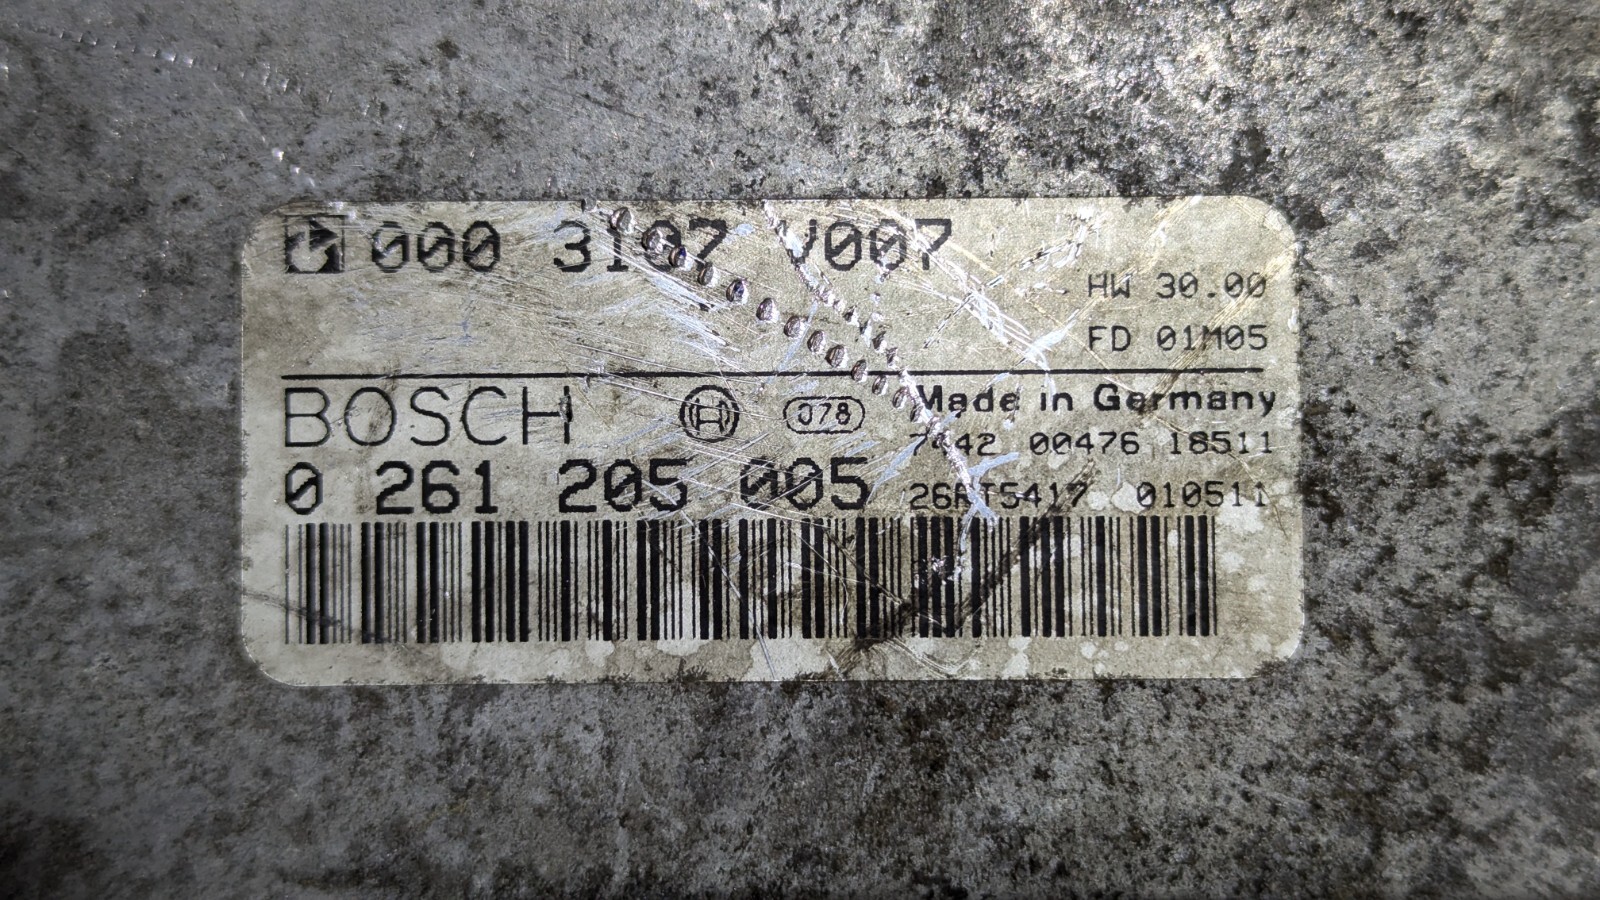 000 3107 V007
HW 30.00
FD 01M05
BOSCH
078
Made in Germany
7442 00476 18511
0 261 205 005
010511